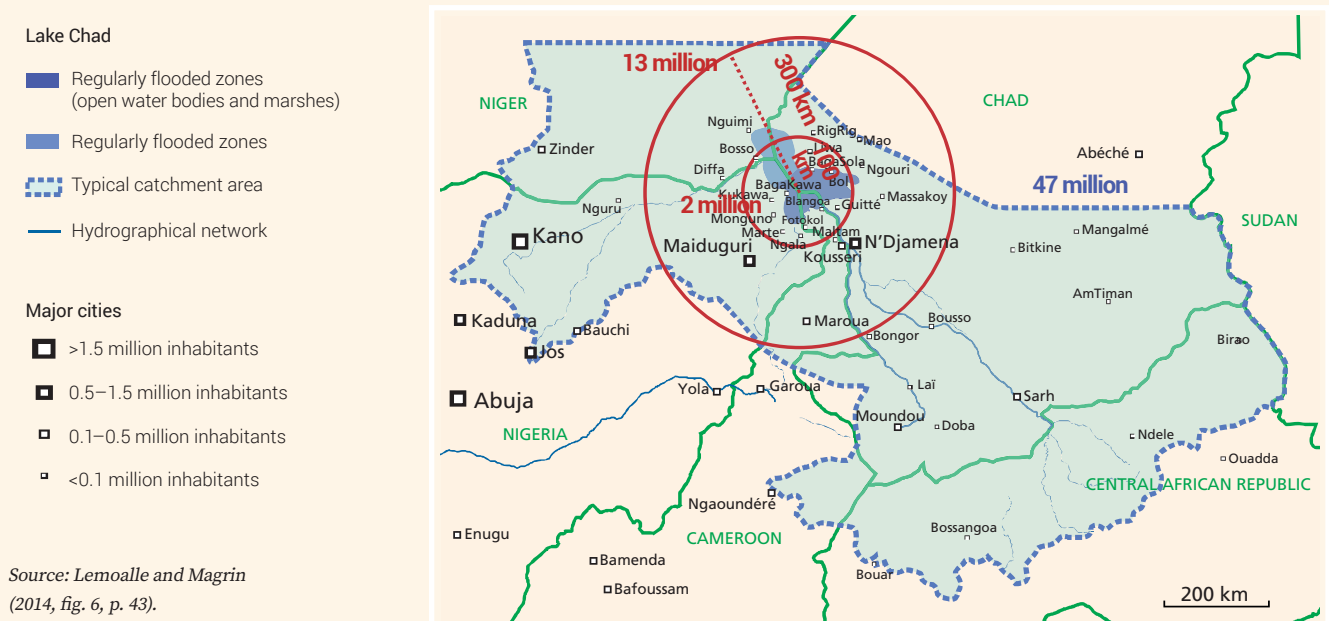 Lake Chad
Regularly flooded zones
(open water bodies and marshes)
Regularly flooded zones
Typical catchment area
Hydrographical network
Major cities
>1.5 million inhabitants
0.5–1.5 million inhabitants
0.1–0.5 million inhabitants
<0.1 million inhabitants
Source: Lemoalle and Magrin
(2014, fig. 6, p. 43).
13 million
300 km
NIGER
CHAD
Nguimi
RigRig
Mao
Zinder
Bosso
Liwa
Abéché
BagaSola
Diffa
Ngouri
100 km
Bol
47 million
BagaKawa
Kukawa
Massakoy
2 million
Blangoa
Guitté
Nguru
Monguno
Fotokol
SUDAN
Marte
Maltam
Mangalmé
Kano
Ngala
N'Djamena
Maiduguri
Kousseri
Bitkine
AmTiman
Kaduna
Maroua
Bousso
Bauchi
Bongor
Birao
Jos
Yola
Garoua
Laï
Sarh
Abuja
Moundou
Doba
NIGERIA
Ndele
Ouadda
CENTRAL AFRICAN REPUBLIC
Ngaoundéré
Enugu
CAMEROON
Bossangoa
Bamenda
Bouar
Bafoussam
200 km